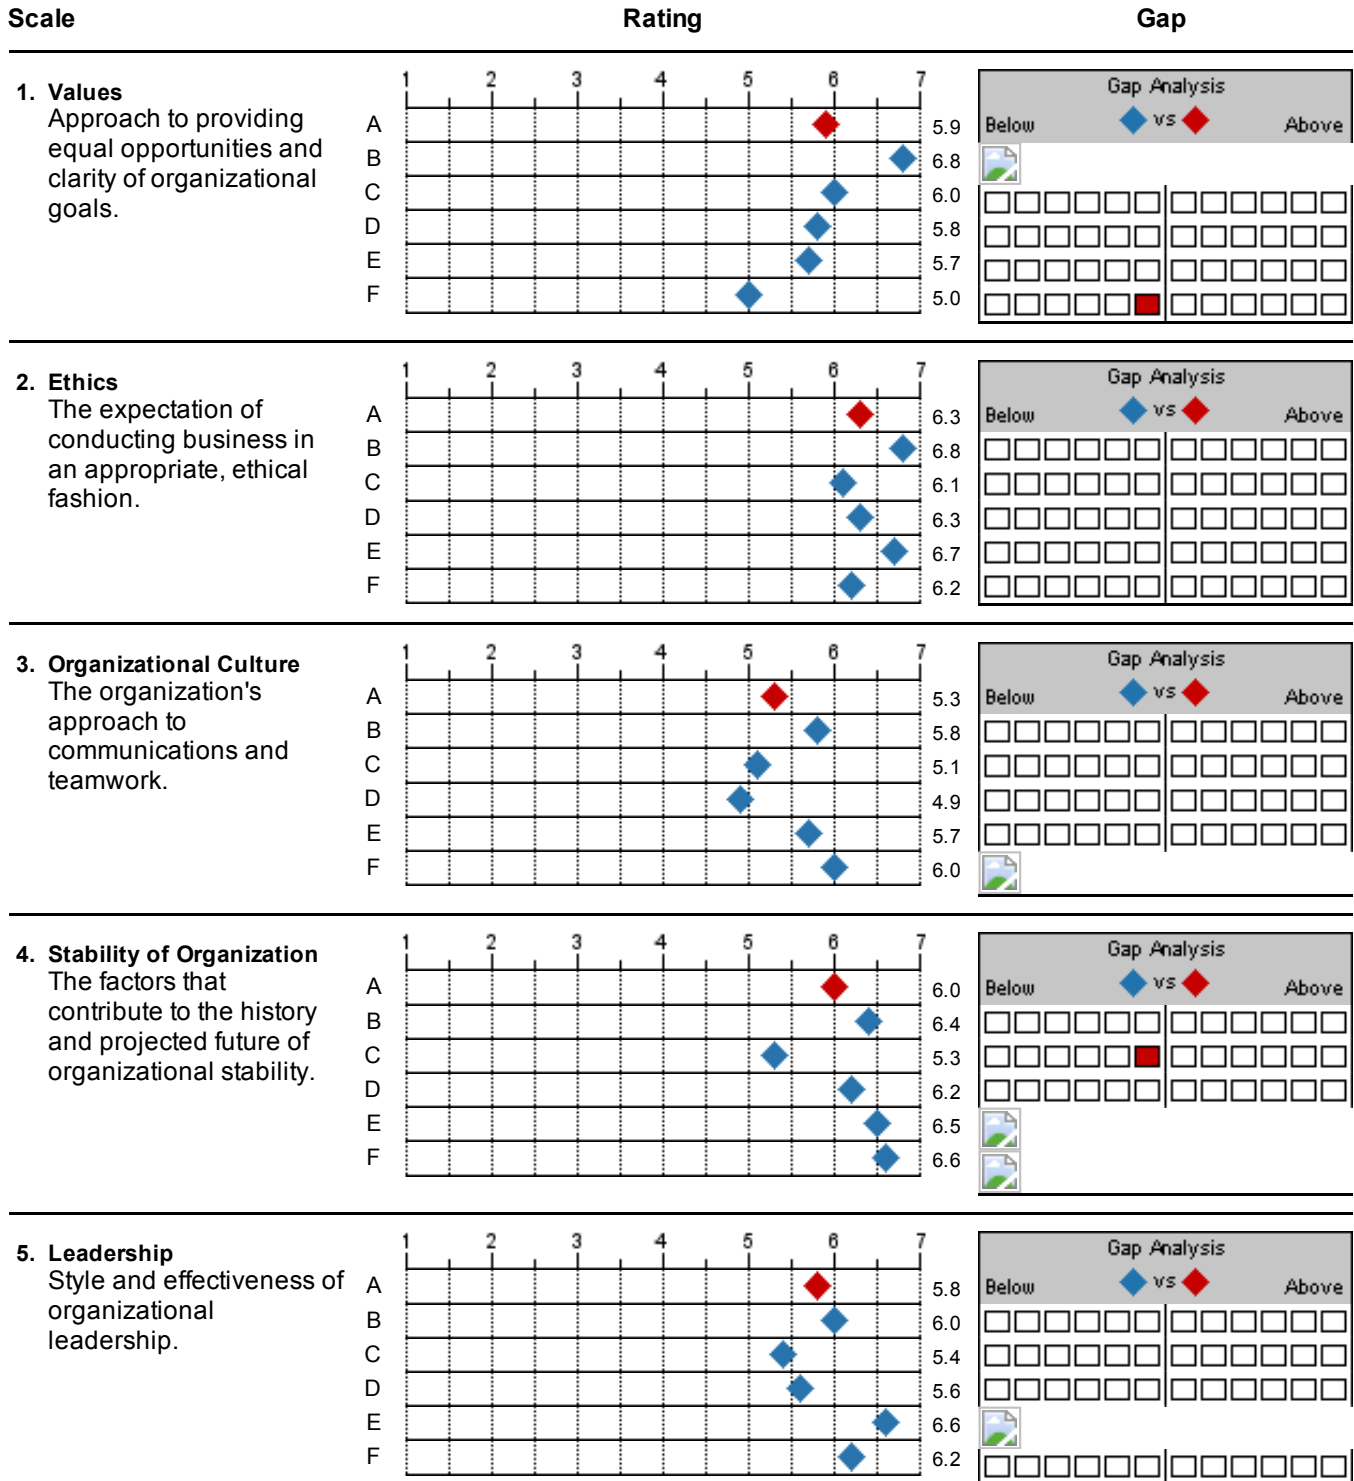 Scale Rating Gap
1. Values
Approach to providing
equal opportunities and
clarity of organizational
goals.
1 2 3 4 5 6 7
A 5.9
B 6.8
C 6.0
D 5.8
E 5.7
F 5.0
Gap Analysis
Below vs Above
2. Ethics
The expectation of
conducting business in
an appropriate, ethical
fashion.
1 2 3 4 5 6 7
A 6.3
B 6.8
C 6.1
D 6.3
E 6.7
F 6.2
Gap Analysis
Below vs Above
3. Organizational Culture
The organization's
approach to
communications and
teamwork.
1 2 3 4 5 6 7
A 5.3
B 5.8
C 5.1
D 4.9
E 5.7
F 6.0
Gap Analysis
Below vs Above
4. Stability of Organization
The factors that
contribute to the history
and projected future of
organizational stability.
1 2 3 4 5 6 7
A 6.0
B 6.4
C 5.3
D 6.2
E 6.5
F 6.6
Gap Analysis
Below vs Above
5. Leadership
Style and effectiveness of
organizational
leadership.
1 2 3 4 5 6 7
A 5.8
B 6.0
C 5.4
D 5.6
E 6.6
F 6.2
Gap Analysis
Below vs Above